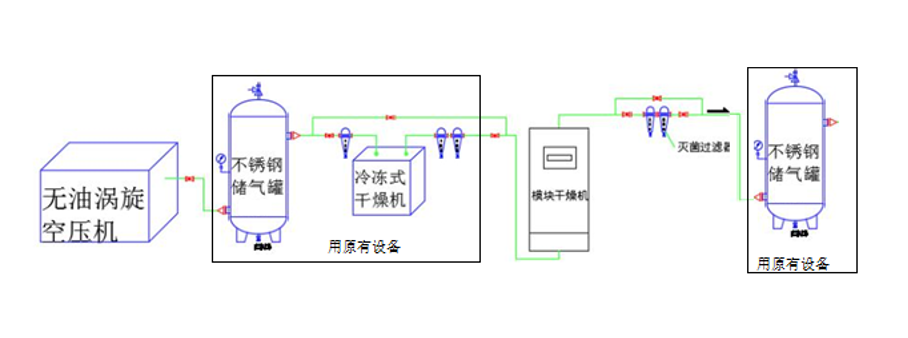 无油涡旋
空压机
不锈钢
储气罐
冷冻式
干燥机
用原有设备
模块干燥机
灭菌过滤器
不锈钢
储气罐
用原有设备